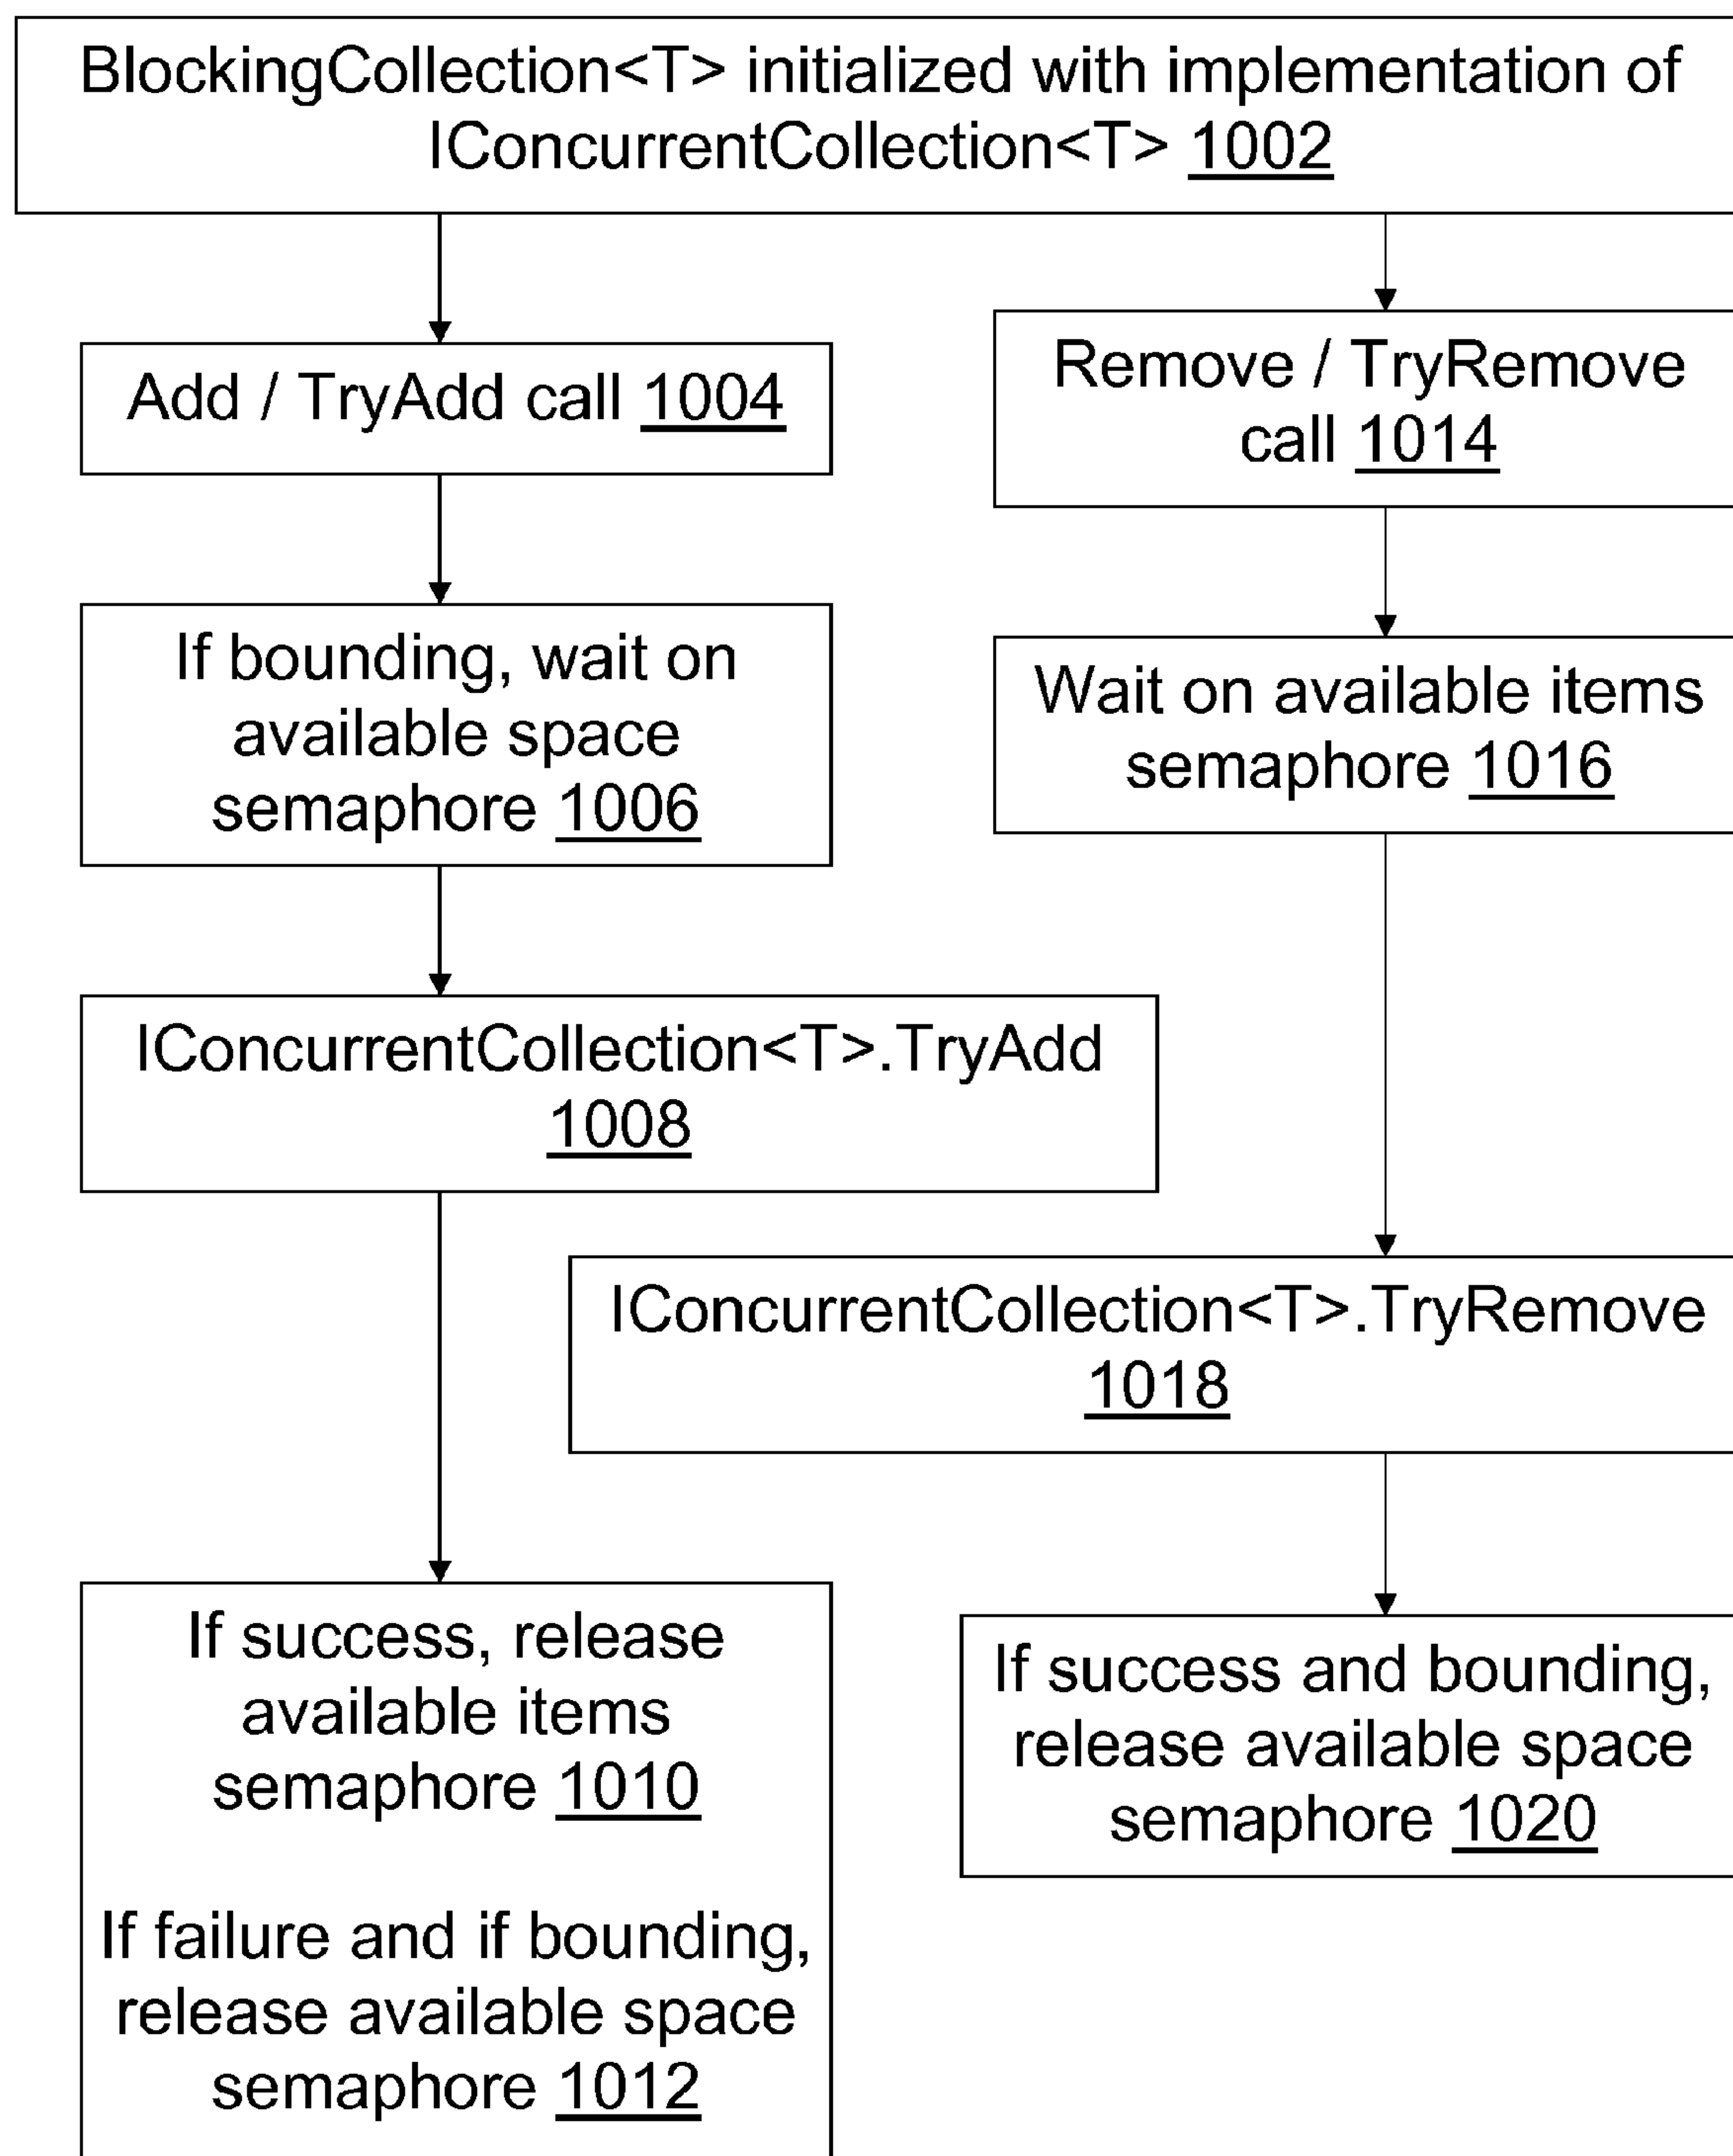 BlockingCollection<T> initialized with implementation of
IConcurrentCollection<T> 1002
Add / TryAdd call 1004
Remove / TryRemove
call 1014
If bounding, wait on
available space
semaphore 1006
Wait on available items
semaphore 1016
IConcurrentCollection<T>.TryAdd
1008
IConcurrentCollection<T>.TryRemove
1018
If success, release
available items
semaphore 1010
If failure and if bounding,
release available space
semaphore 1012
If success and bounding,
release available space
semaphore 1020